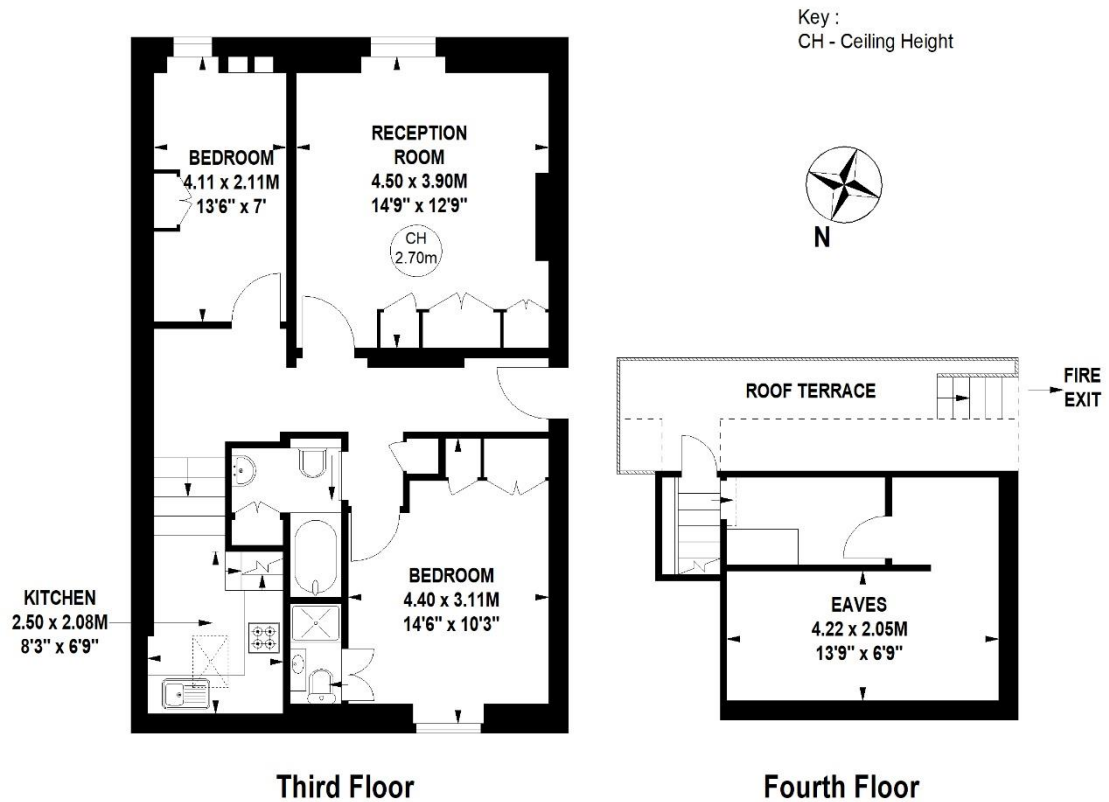 Key :
CH - Ceiling Height
BEDROOM
4.11 x 2.11M
13'6" x 7'
RECEPTION
ROOM
4.50 x 3.90M
14'9" x 12'9"
CH
2.70m
N
ROOF TERRACE
FIRE
EXIT
KITCHEN
2.50 x 2.08M
8'3" x 6'9"
BEDROOM
4.40 x 3.11M
14'6" x 10'3"
EAVES
4.22 x 2.05M
13'9" x 6'9"
Third Floor
Fourth Floor